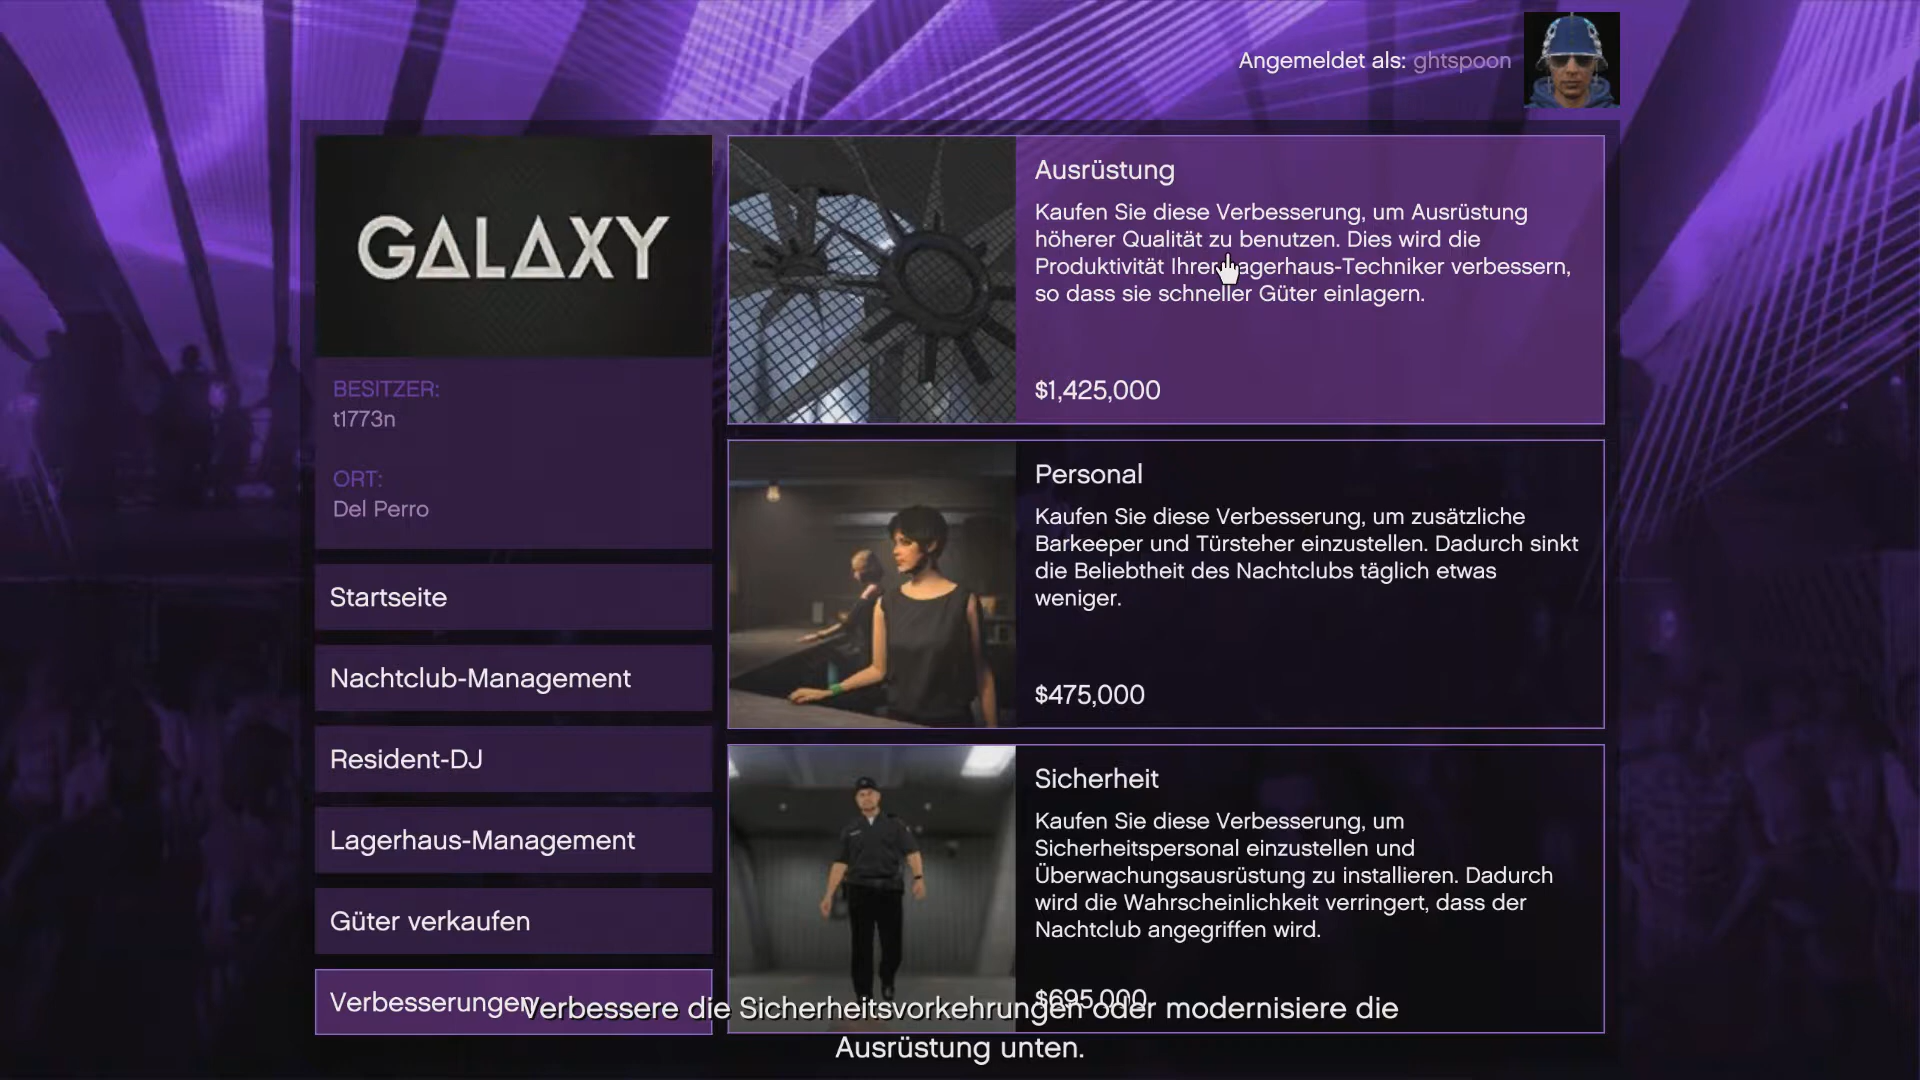 Angemeldet als: ghtspoon
GALAXY
BESITZER:
t1773n
ORT:
Del Perro
Startseite
Nachtclub-Management
Resident-DJ
Lagerhaus-Management
Güter verkaufen
Verbesserungen
Ausrüstung
Kaufen Sie diese Verbesserung, um Ausrüstung
höherer Qualität zu benutzen. Dies wird die
Produktivität Ihrer Lagerhaus-Techniker verbessern,
so dass sie schneller Güter einlagern.
$1,425,000
Personal
Kaufen Sie diese Verbesserung, um zusätzliche
Barkeeper und Türsteher einzustellen. Dadurch sinkt
die Beliebtheit des Nachtclubs täglich etwas
weniger.
$475,000
Sicherheit
Kaufen Sie diese Verbesserung, um
Sicherheitspersonal einzustellen und
Überwachungsausrüstung zu installieren. Dadurch
wird die Wahrscheinlichkeit verringert, dass der
Nachtclub angegriffen wird.
$695,000
Verbessere die Sicherheitsvorkehrungen oder modernisiere die
Ausrüstung unten.